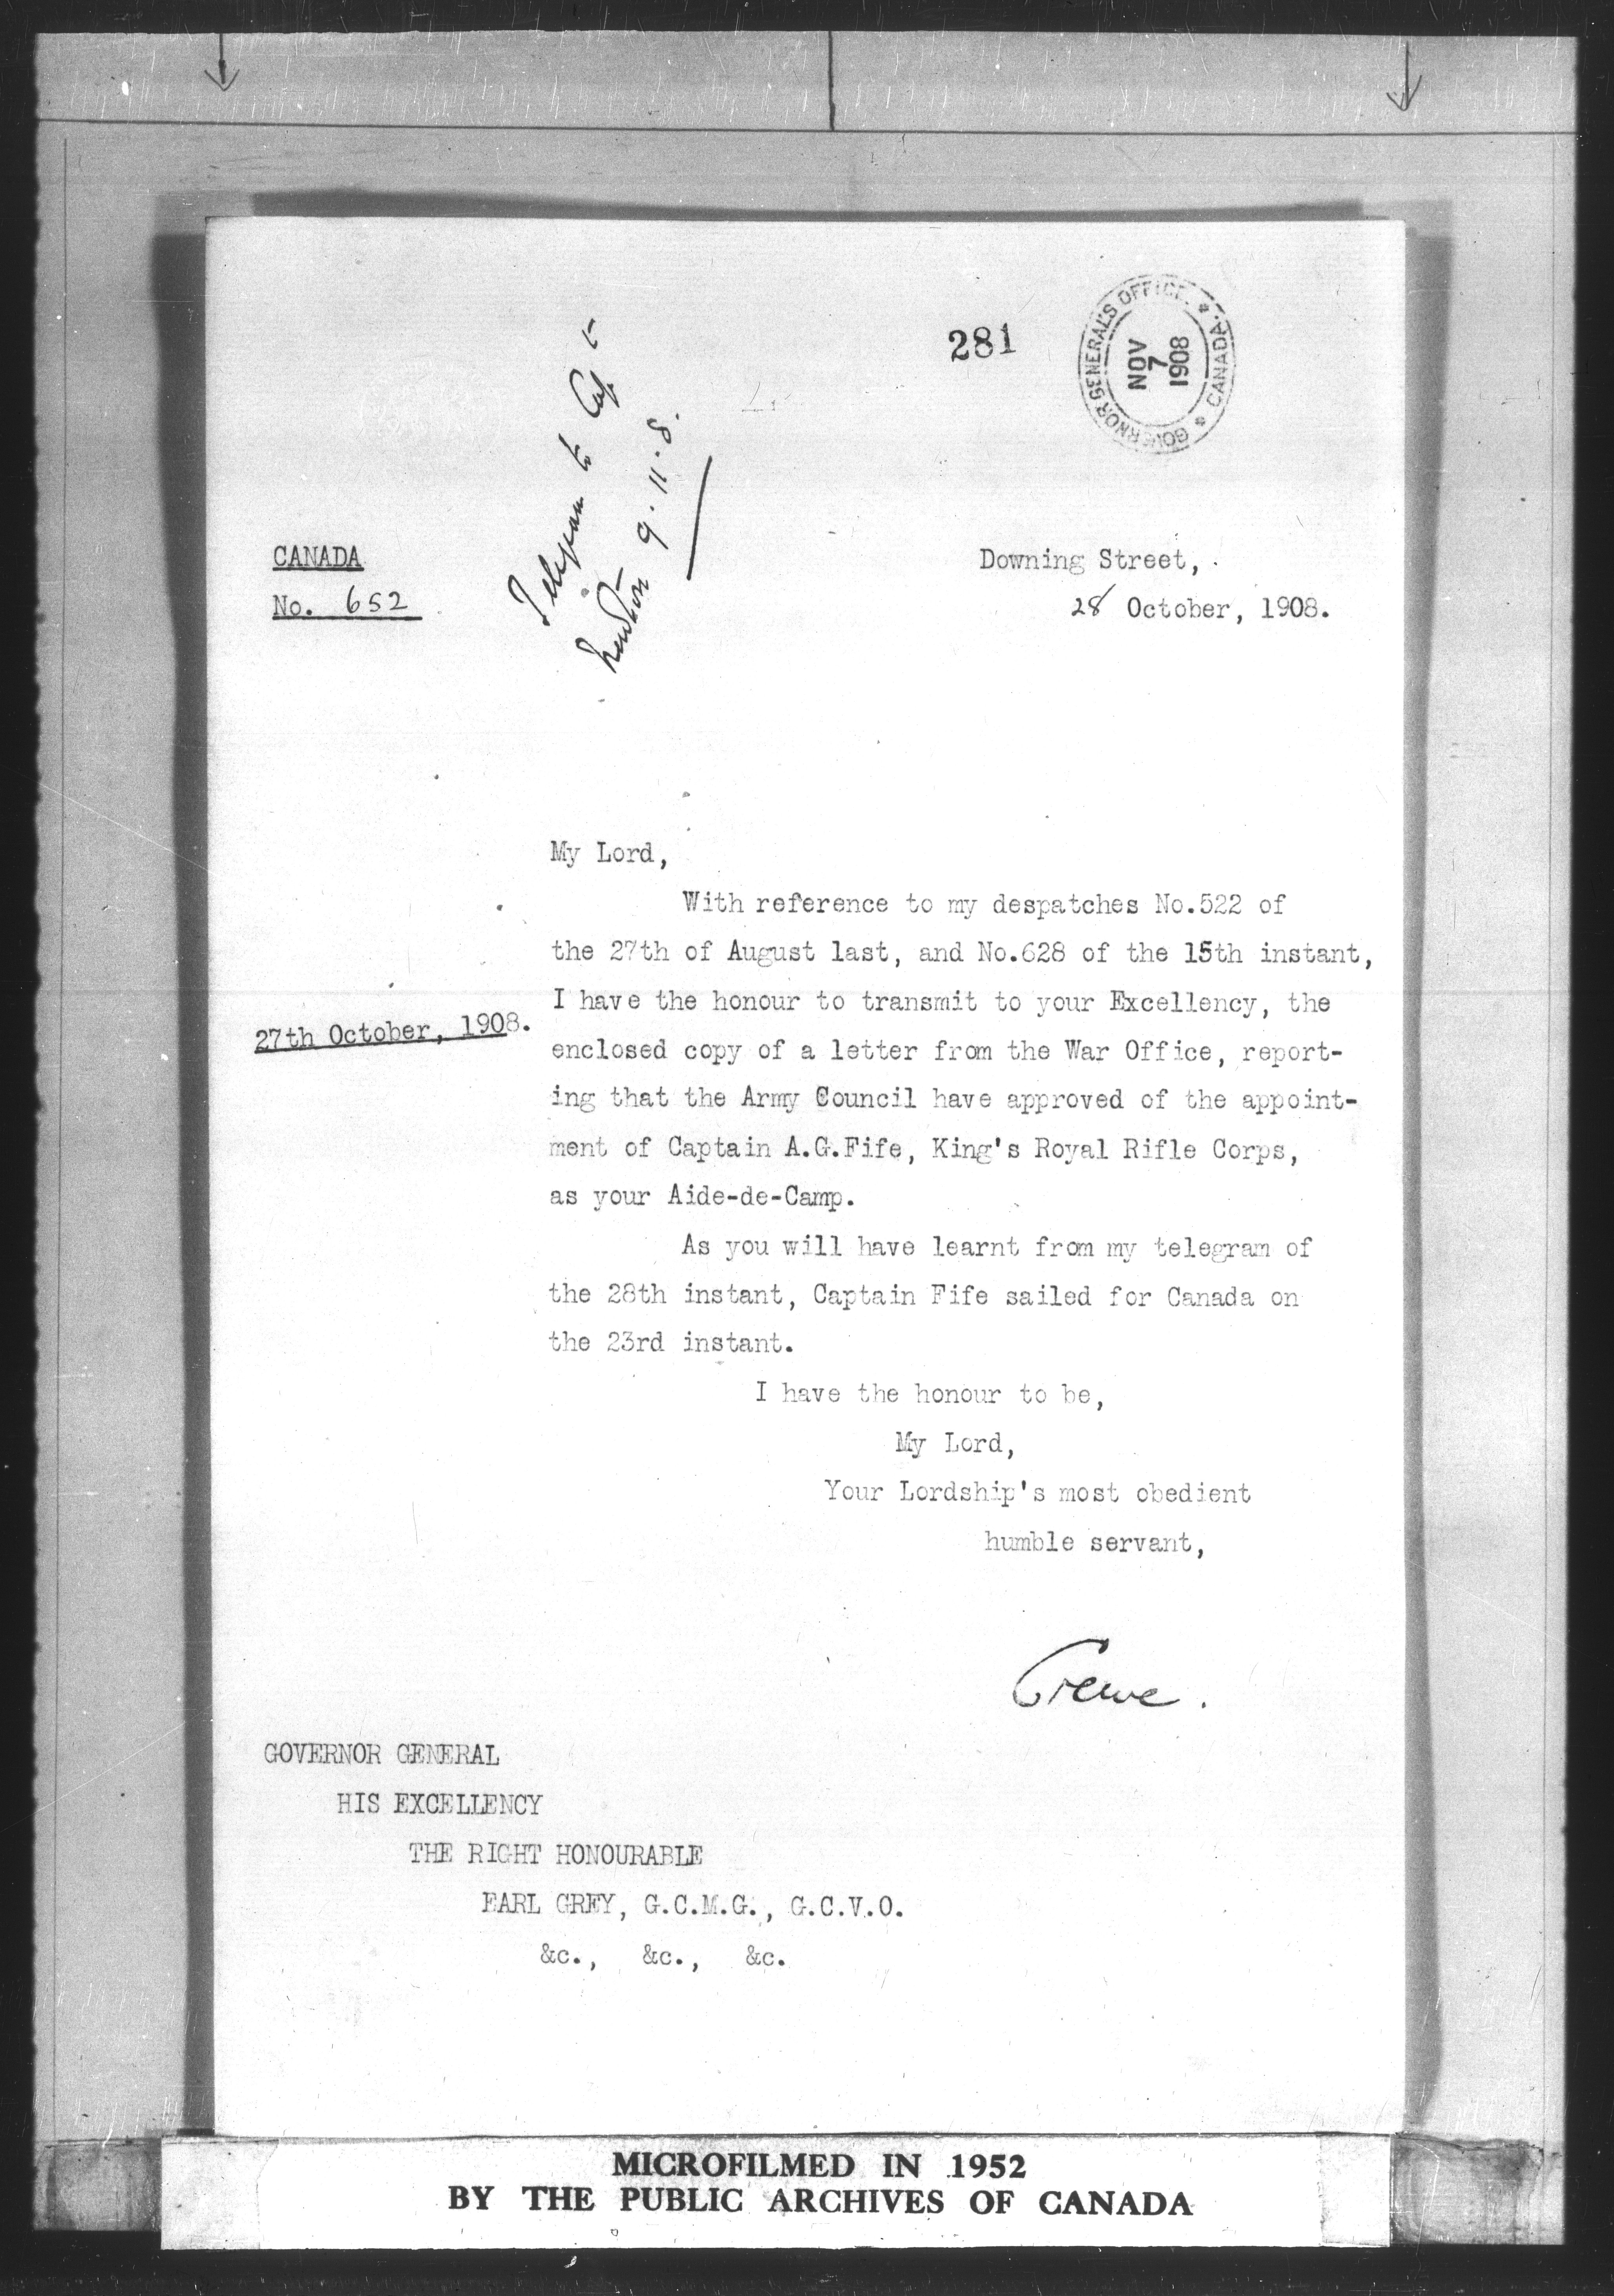 281
GOVERNOR GENERAL'S OFFICE.
* CANADA. *
NOV
7
1908
Telegram to Cap t
Newton 9.11.8.
CANADA
No. 652
Downing Street,
28 October, 1908.
My Lord,
With reference to my despatches No.522 of
the 27th of August last, and No.628 of the 15th instant,
I have the honour to transmit to your Excellency, the
27th October, 1908.
enclosed copy of a letter from the War Office, report-
ing that the Army Council have approved of the appoint-
ment of Captain A.G.Fife, King's Royal Rifle Corps,
as your Aide-de-Camp.
As you will have learnt from my telegram of
the 28th instant, Captain Fife sailed for Canada on
the 23rd instant.
I have the honour to be,
My Lord,
Your Lordship's most obedient
humble servant,
Crewe.
GOVERNOR GENERAL
HIS EXCELLENCY
THE RIGHT HONOURABLE
EARL GREY, G.C.M.G., G.C.V.O.
&c., &c., &c.
MICROFILMED IN 1952
BY THE PUBLIC ARCHIVES OF CANADA